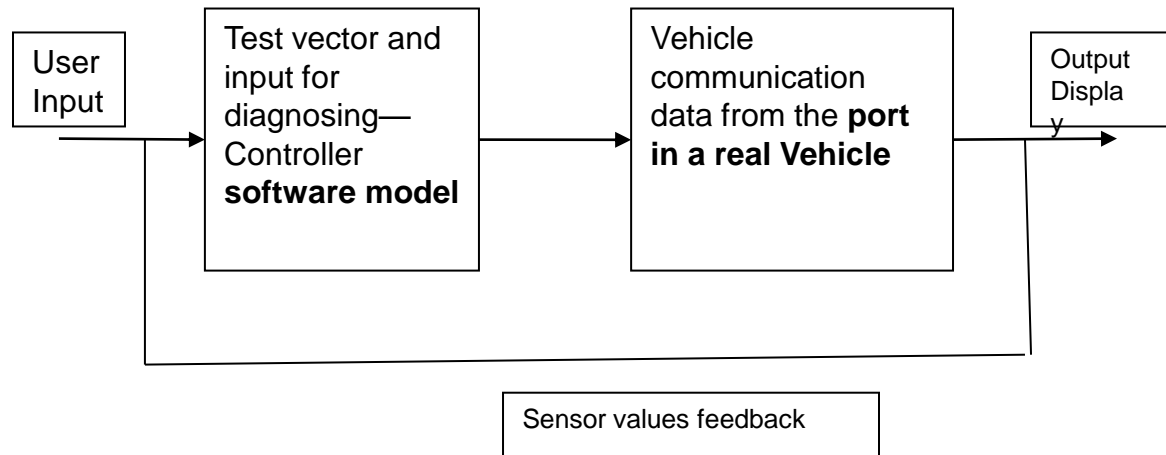 User
Input
Test vector and
input for
diagnosing—
Controller
software model
Vehicle
communication
data from the port
in a real Vehicle
Output
Displa
y
Sensor values feedback